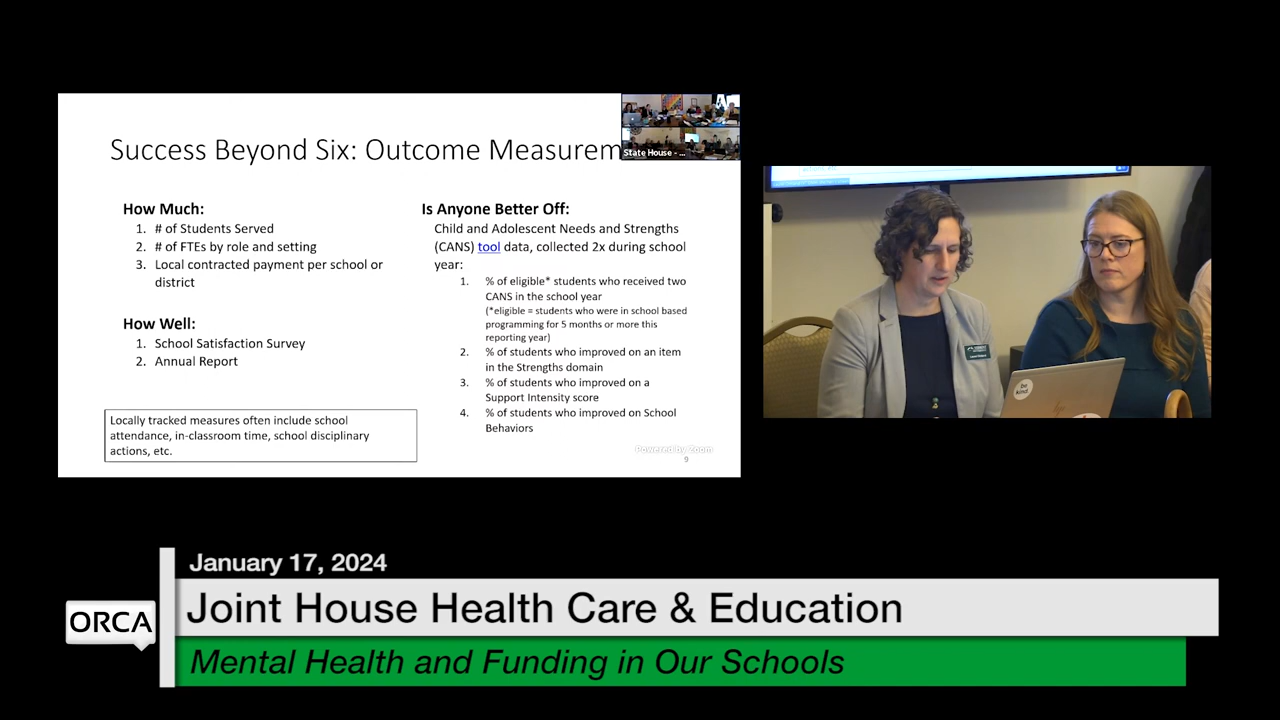 Success Beyond Six: Outcome Measurem
State House - ...
How Much:
1. # of Students Served
2. # of FTEs by role and setting
3. Local contracted payment per school or
district
How Well:
1. School Satisfaction Survey
2. Annual Report
Locally tracked measures often include school
attendance, in-classroom time, school disciplinary
actions, etc.
Is Anyone Better Off:
Child and Adolescent Needs and Strengths
(CANS) tool data, collected 2x during school
year:
1. % of eligible* students who received two
CANS in the school year
(*eligible = students who were in school based
programming for 5 months or more this
reporting year)
2. % of students who improved on an item
in the Strengths domain
3. % of students who improved on a
Support Intensity score
4. % of students who improved on School
Behaviors
Powered by Zoom
9
be
kind!
January 17, 2024
ORCA
Joint House Health Care & Education
Mental Health and Funding in Our Schools